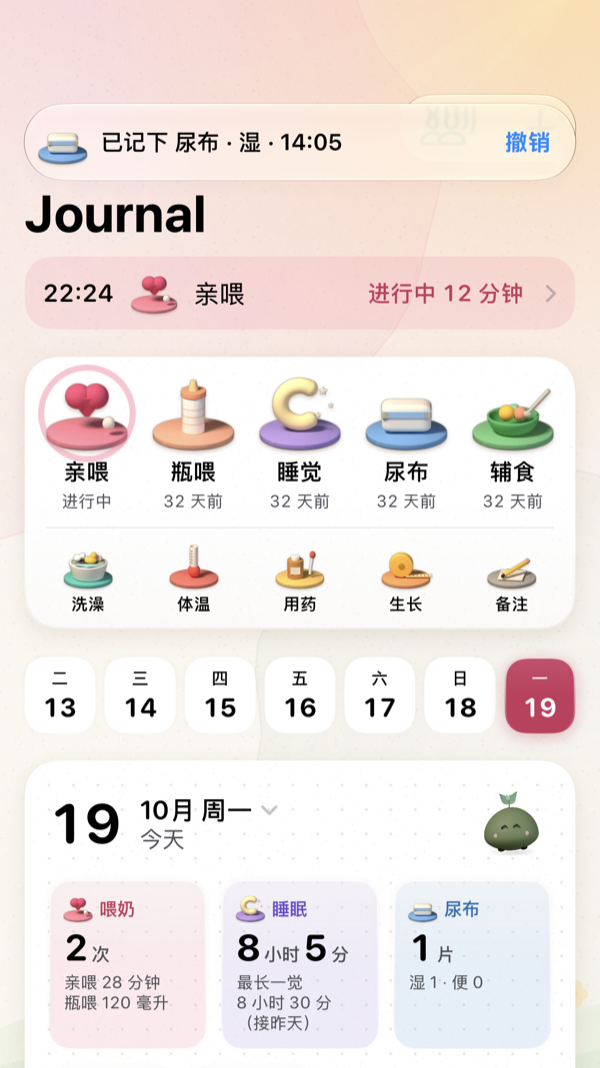 已记下 尿布 · 湿 · 14:05
撤销
Journal
22:24 亲喂 进行中 12 分钟
亲喂 瓶喂 睡觉 尿布 辅食
进行中 32 天前 32 天前 32 天前 32 天前
洗澡 体温 用药 生长 备注
二 三 四 五 六 日 一
13 14 15 16 17 18 19
19
10月 周一
今天
喂奶
2 次
亲喂 28 分钟
瓶喂 120 毫升
睡眠
8 小时 5 分
最长一觉
8 小时 30 分
（接昨天）
尿布
1 片
湿 1 · 便 0